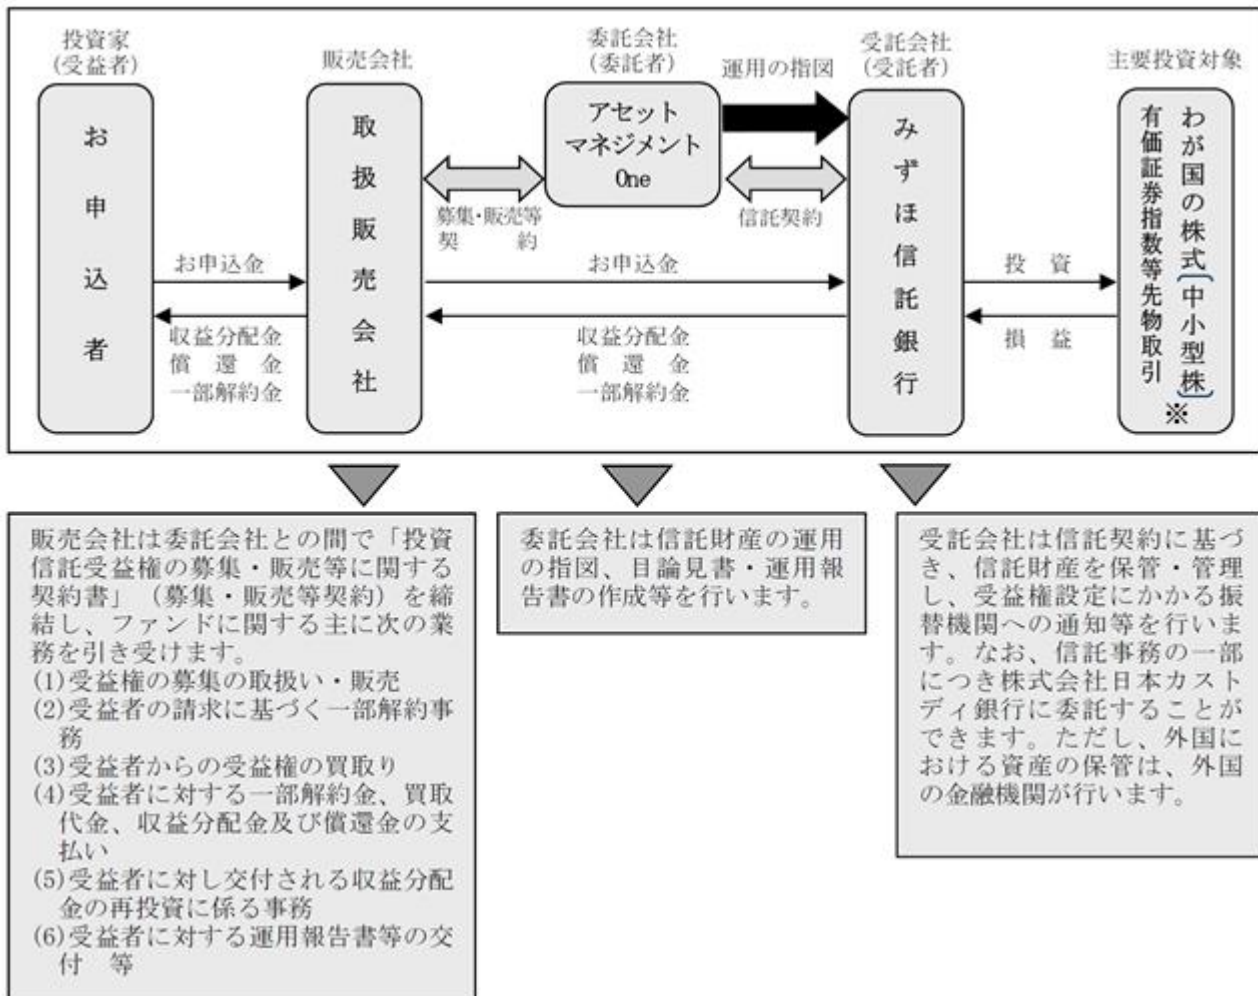 投資家
(受益者)
お申込者
販売会社
取扱販売会社
委託会社
(委託者)
アセット
マネジメント
One
運用の指図
受託会社
(受託者)
みずほ信託銀行
主要投資対象
わが国の株式(中小型株)※
有価証券指数等先物取引
募集・販売等
契約
信託契約
お申込金
お申込金
投資
収益分配金
償還金
一部解約金
収益分配金
償還金
一部解約金
損益
販売会社は委託会社との間で「投資
信託受益権の募集・販売等に関する
契約書」(募集・販売等契約)を締
結し、ファンドに関する主に次の業
務を引き受けます。
(1)受益権の募集の取扱い・販売
(2)受益者の請求に基づく一部解約事
務
(3)受益者からの受益権の買取り
(4)受益者に対する一部解約金、買取
代金、収益分配金及び償還金の支
払い
(5)受益者に対し交付される収益分配
金の再投資に係る事務
(6)受益者に対する運用報告書等の交
付 等
委託会社は信託財産の運用
の指図、目論見書・運用報
告書の作成等を行います。
受託会社は信託契約に基づ
き、信託財産を保管・管理
し、受益権設定にかかる振
替機関への通知等を行いま
す。なお、信託事務の一部
につき株式会社日本カスト
ディ銀行に委託することが
できます。ただし、外国に
おける資産の保管は、外国
の金融機関が行います。